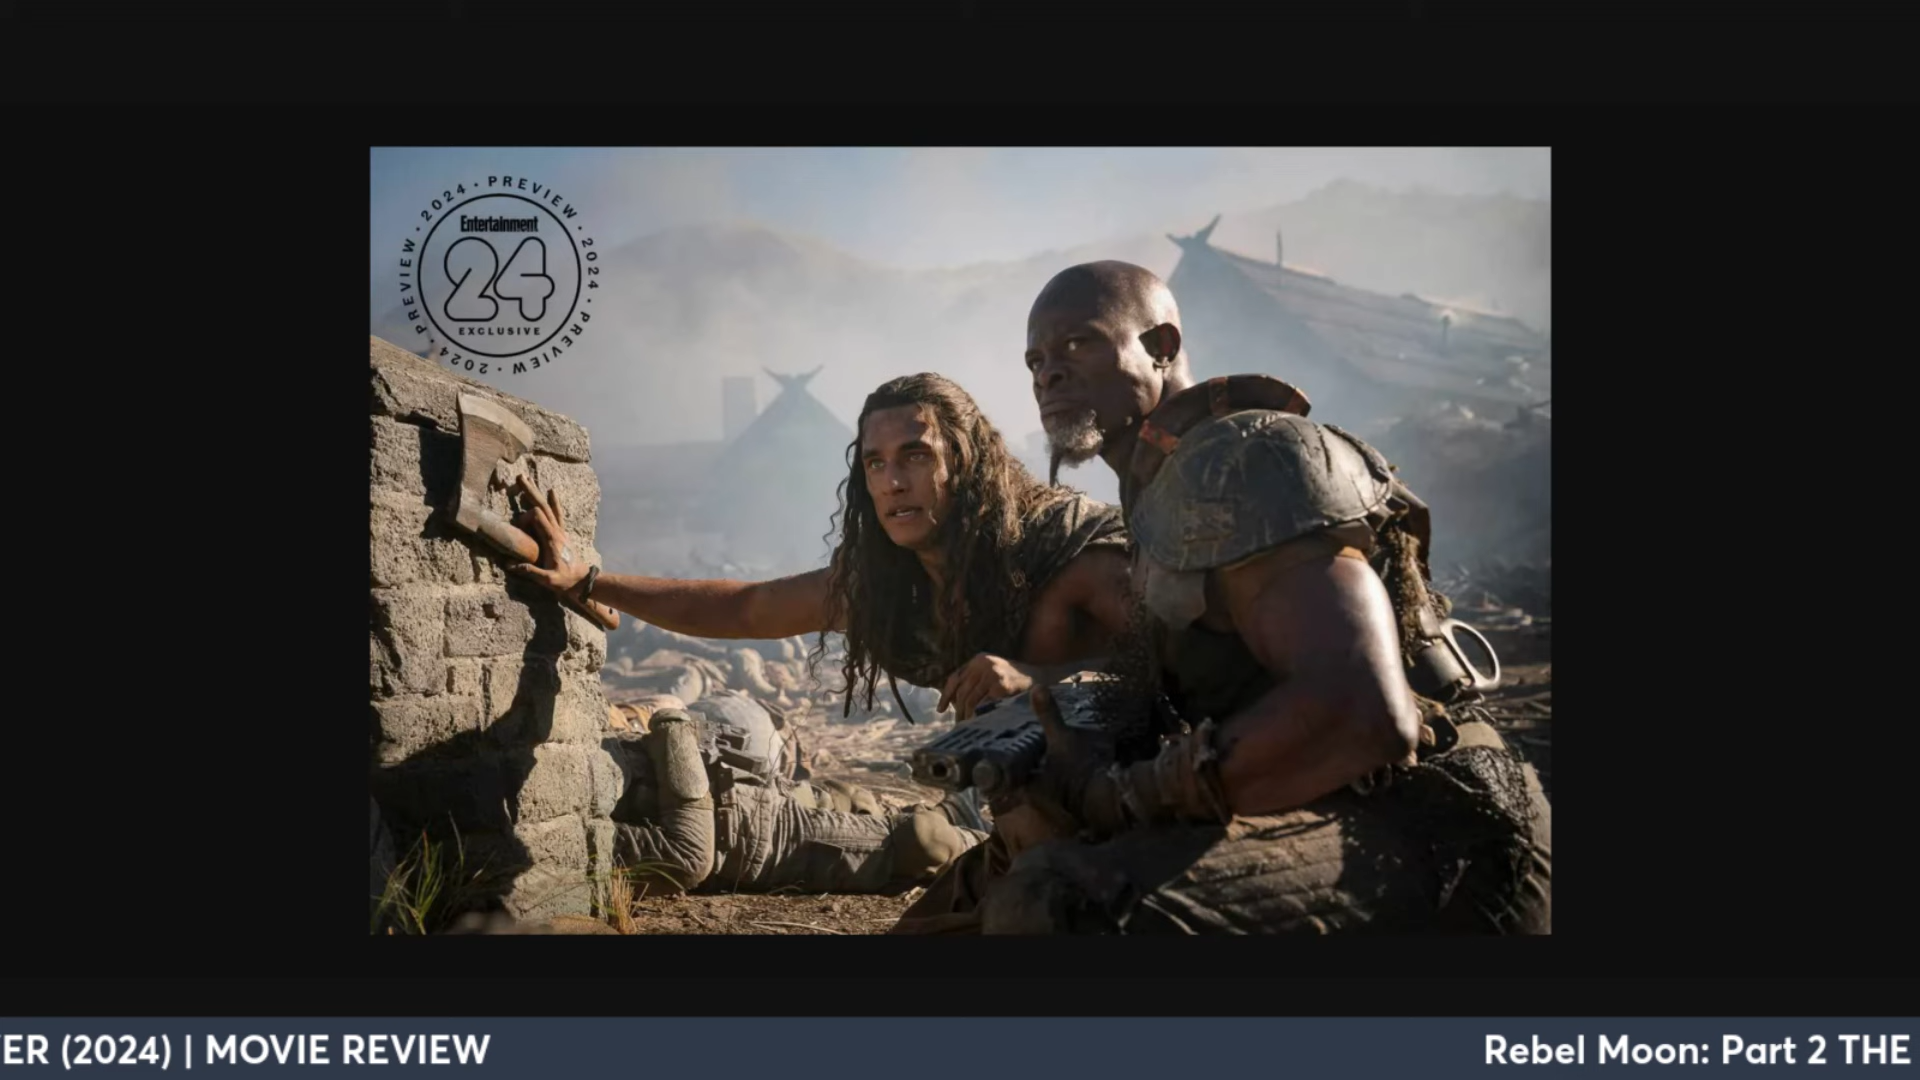 PREVIEW · 2024 · PREVIEW · 2024 · PREVIEW · 2024 ·
Entertainment
24
EXCLUSIVE
ER (2024) | MOVIE REVIEW
Rebel Moon: Part 2 THE